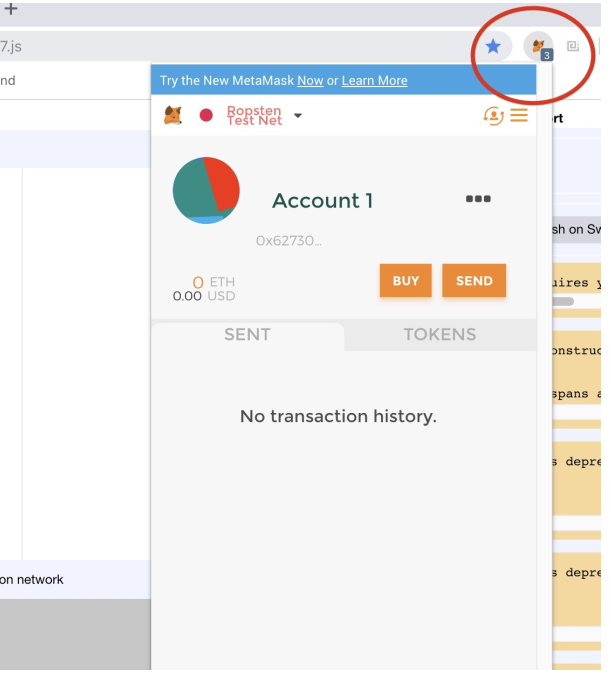 +
7.js
3
nd
Try the New MetaMask Now or Learn More
Ropsten
Test Net
rt
Account 1
sh on Sw
0x62730...
0 ETH
BUY
SEND
uires y
0.00 USD
SENT
TOKENS
onstruc
spans a
No transaction history.
s depre
s depre
on network